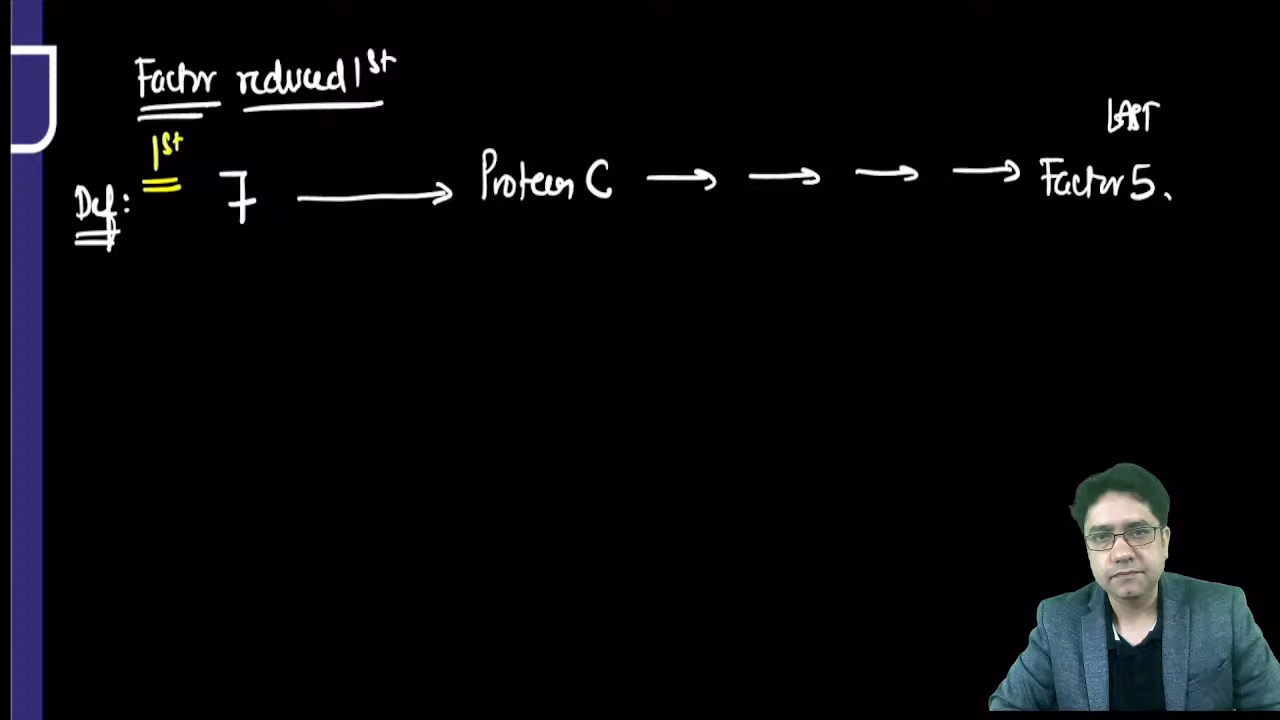 Factor reduced 1st
1st
LAST
Def: 7 → Protein C → → → → Factor 5.